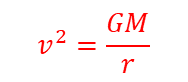 v² = GM/r